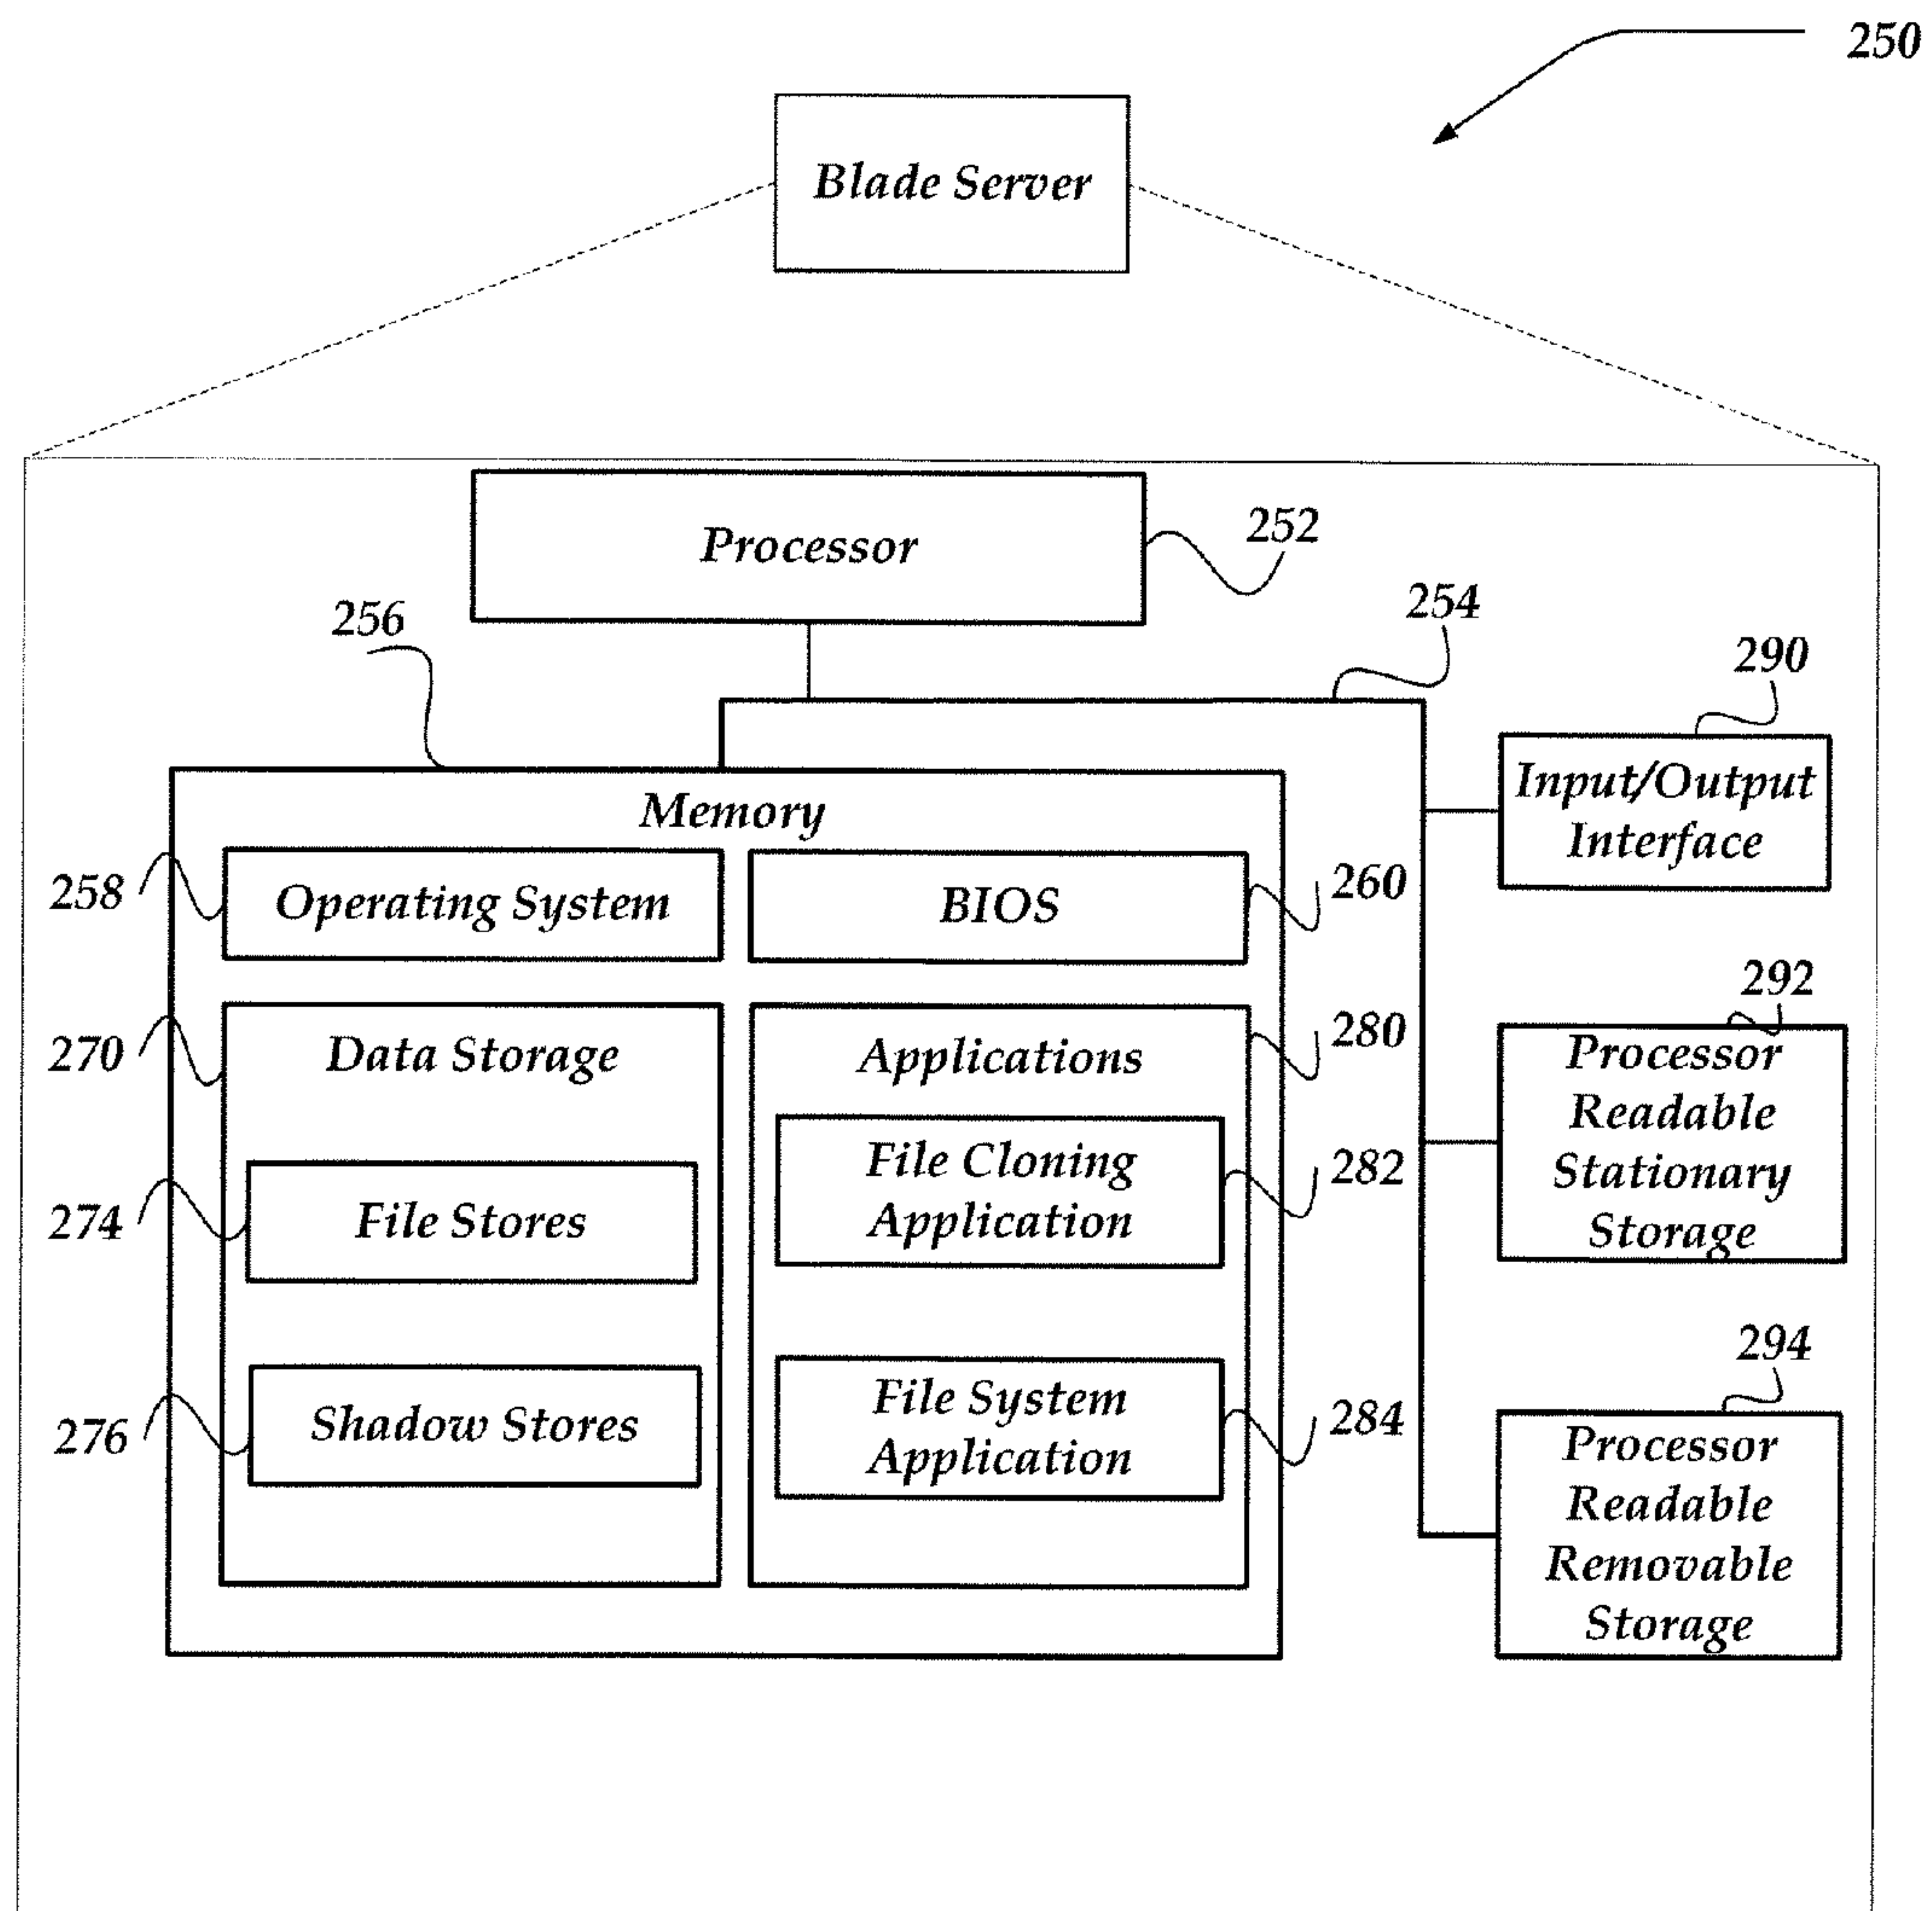 250
Blade Server
Processor
252
256
254
290
Memory
Input/Output
Interface
258
Operating System
BIOS
260
292
270
Data Storage
Applications
280
Processor
Readable
Stationary
Storage
File Cloning
Application
282
274
File Stores
294
276
Shadow Stores
File System
Application
284
Processor
Readable
Removable
Storage